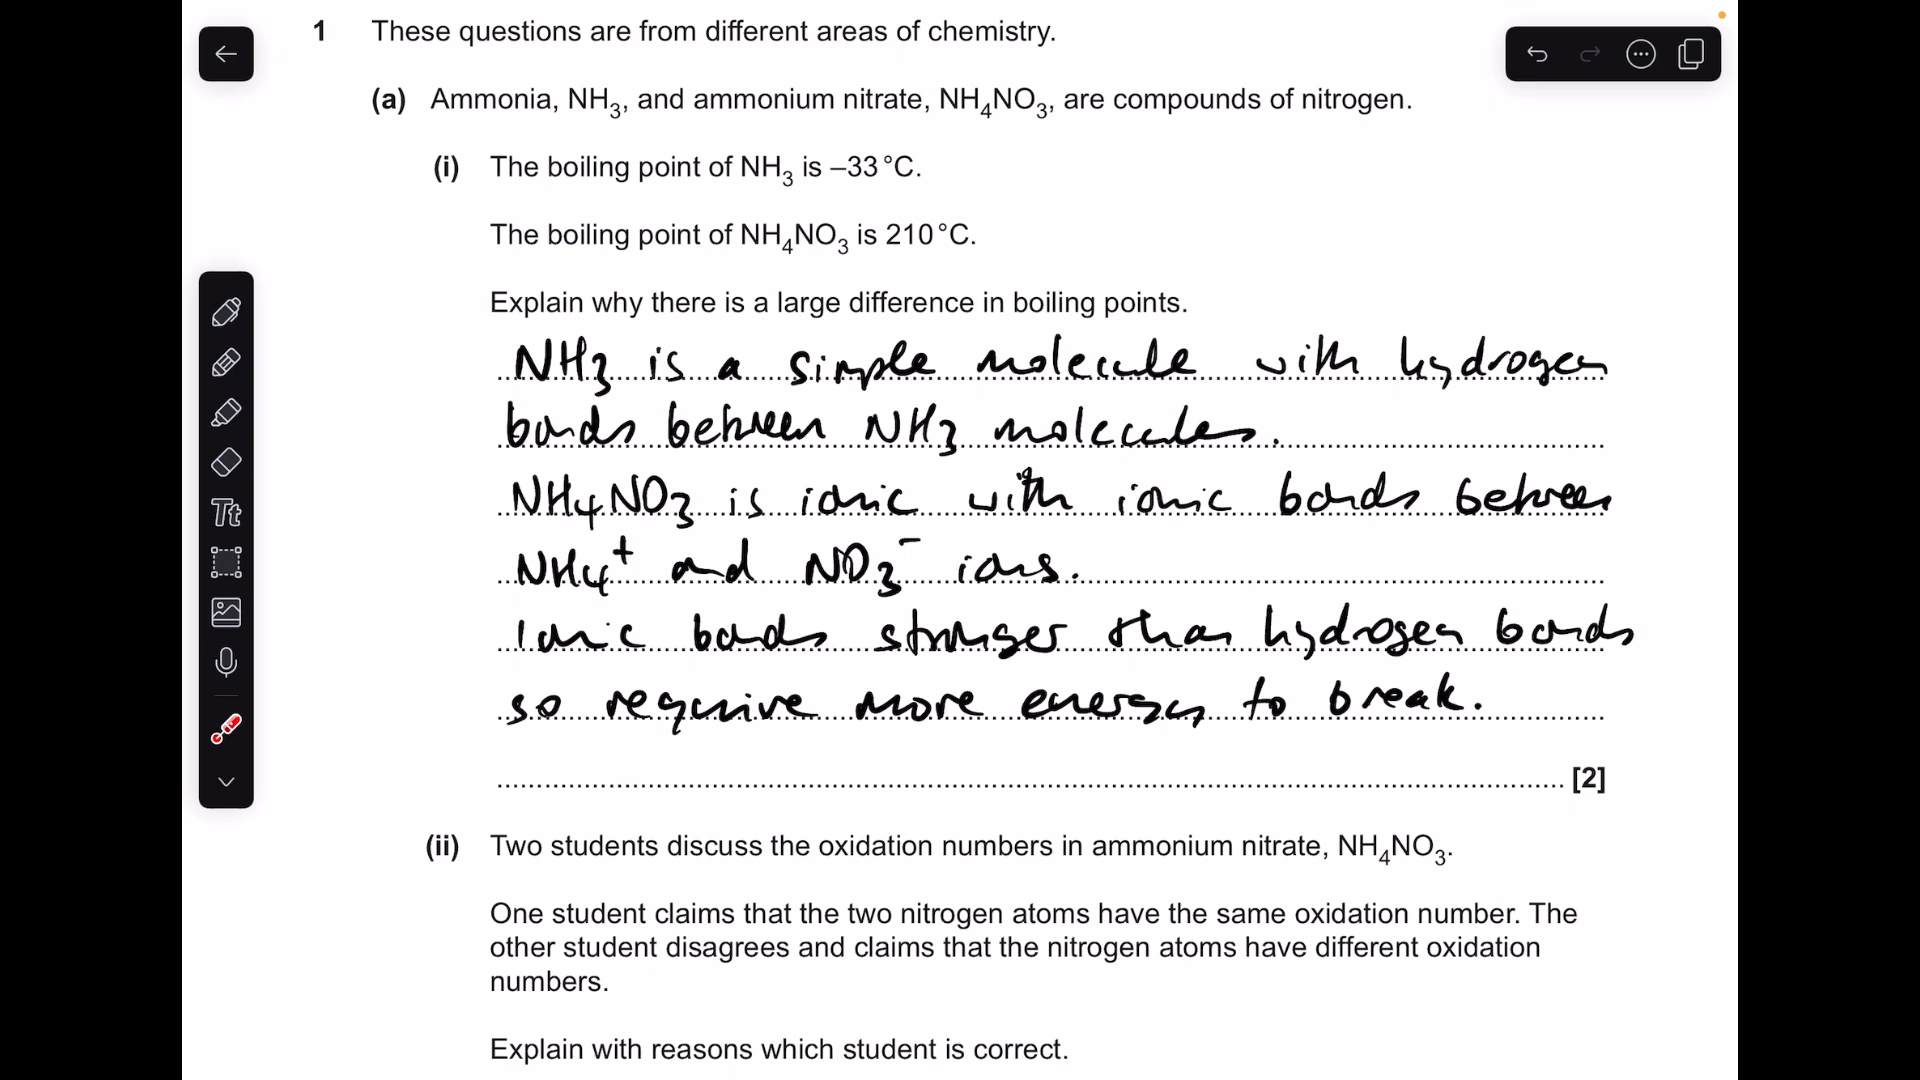 1 These questions are from different areas of chemistry.
(a) Ammonia, NH₃, and ammonium nitrate, NH₄NO₃, are compounds of nitrogen.
(i) The boiling point of NH₃ is –33 °C.
The boiling point of NH₄NO₃ is 210 °C.
Explain why there is a large difference in boiling points.
NH3 is a simple molecule with hydrogen
bonds between NH3 molecules.
NH4NO3 is ionic with ionic bonds between
NH4⁺ and NO3⁻ ions.
Ionic bonds stronger than hydrogen bonds
so require more energy to break.
[2]
(ii) Two students discuss the oxidation numbers in ammonium nitrate, NH₄NO₃.
One student claims that the two nitrogen atoms have the same oxidation number. The
other student disagrees and claims that the nitrogen atoms have different oxidation
numbers.
Explain with reasons which student is correct.
Tt